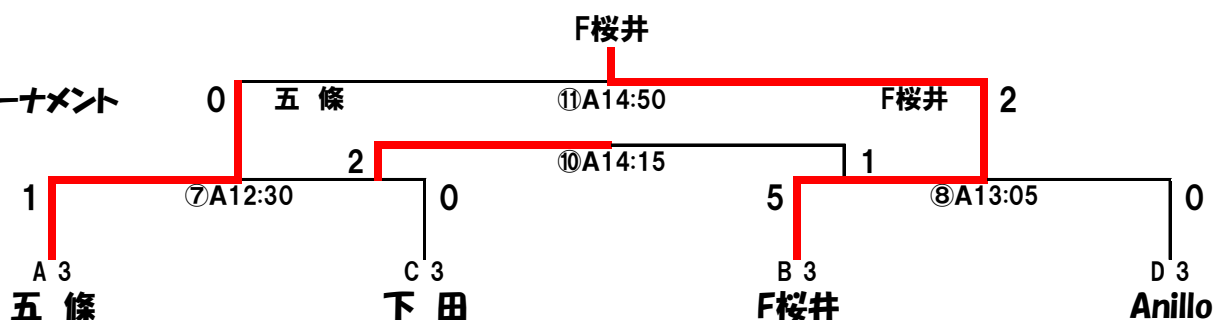 F桜井
ーナメント 0 五 條 ⑪A14:50 F桜井 2
2 ⑩A14:15 1
1 ⑦A12:30 0 5 ⑧A13:05 0
A 3 C 3 B 3 D 3
五 條 下 田 F桜井 Anillo